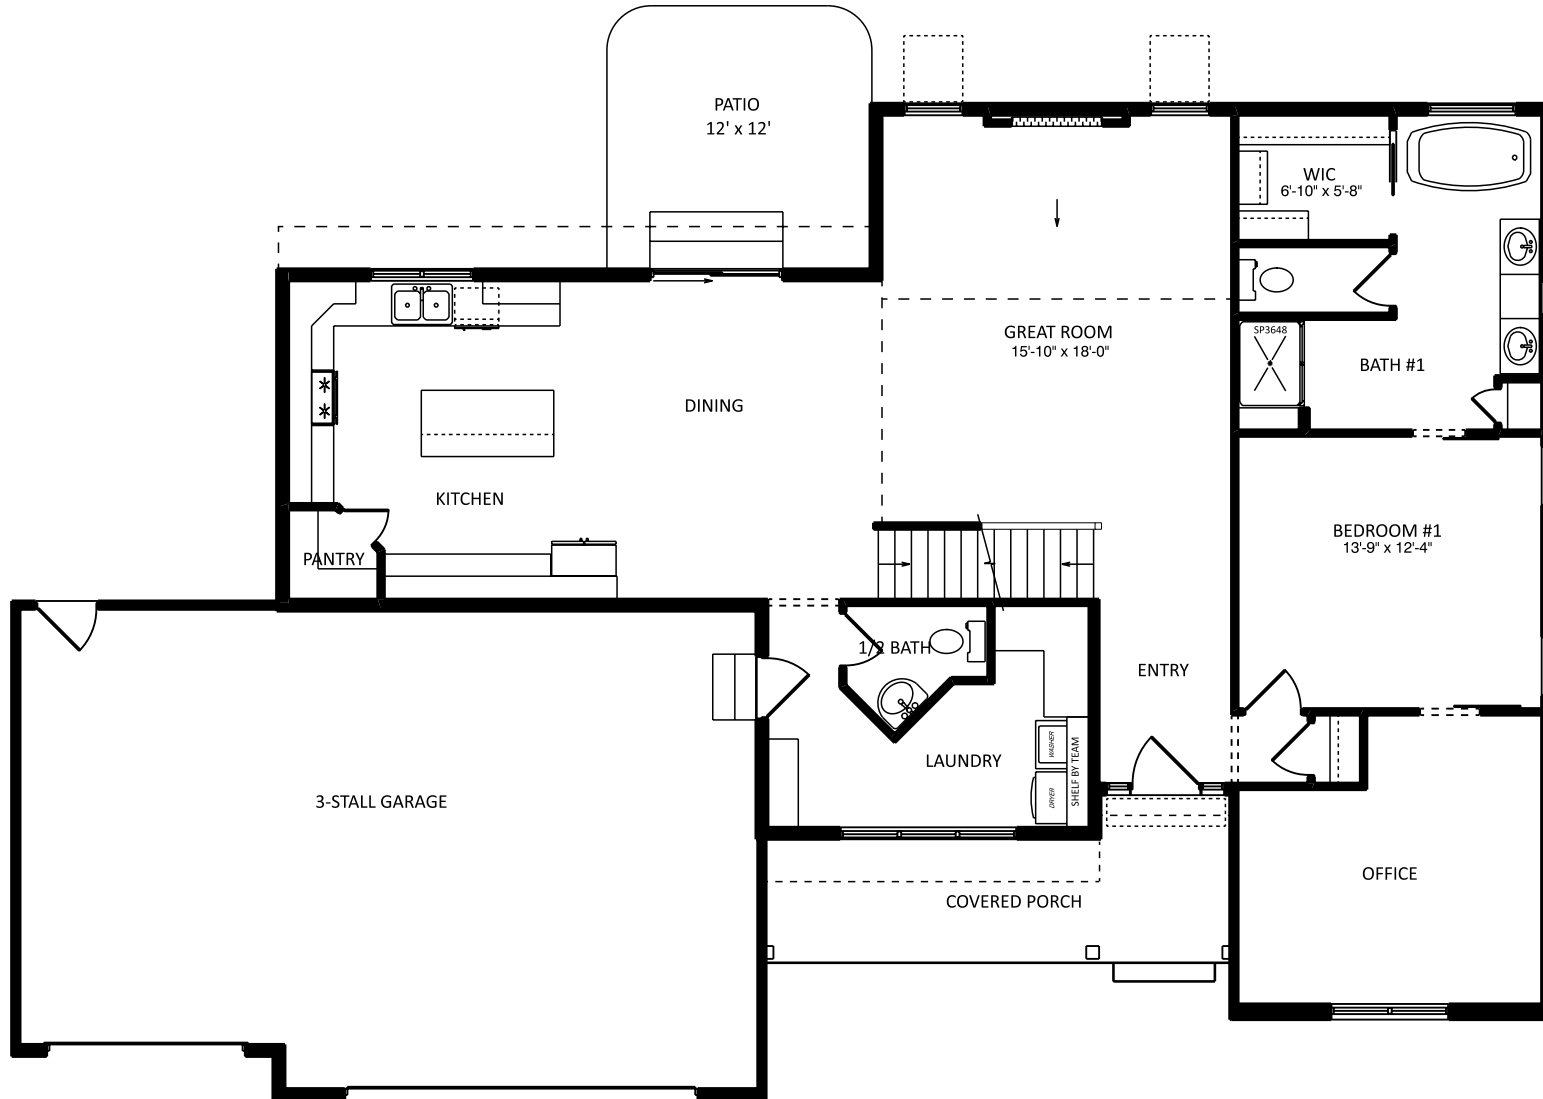 PATIO
12' x 12'
WIC
6'-10" x 5'-8"
GREAT ROOM
15'-10" x 18'-0"
SP3648
BATH #1
DINING
KITCHEN
BEDROOM #1
13'-9" x 12'-4"
PANTRY
1/2 BATH
ENTRY
LAUNDRY
WASHER
DRYER
SHELF BY TEAM
3-STALL GARAGE
OFFICE
COVERED PORCH